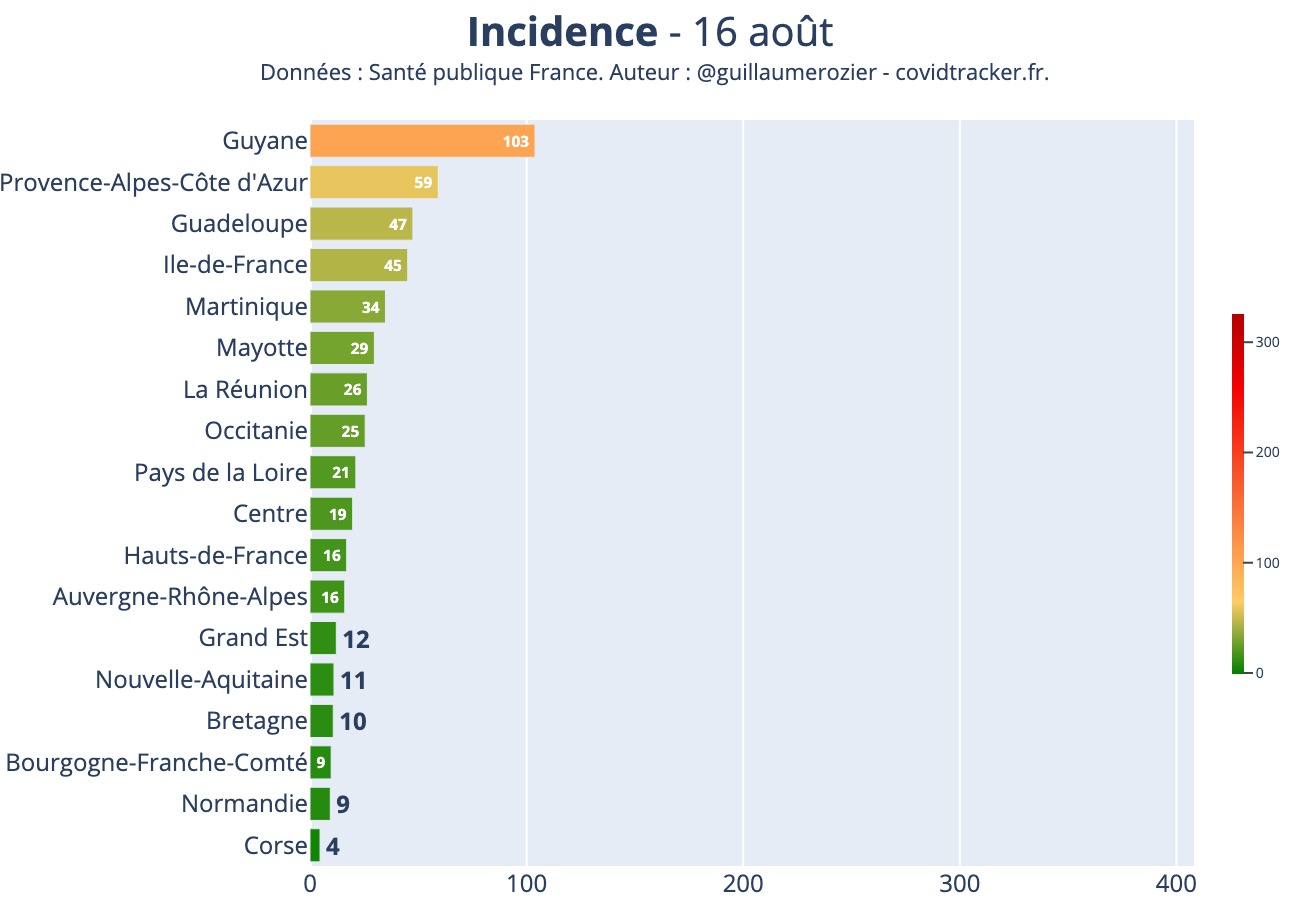 Incidence - 16 août
Données : Santé publique France. Auteur : @guillaumerozier - covidtracker.fr.
Guyane 103
Provence-Alpes-Côte d'Azur 59
Guadeloupe 47
Ile-de-France 45
Martinique 34
Mayotte 29
La Réunion 26
Occitanie 25
Pays de la Loire 21
Centre 19
Hauts-de-France 16
Auvergne-Rhône-Alpes 16
Grand Est 12
Nouvelle-Aquitaine 11
Bretagne 10
Bourgogne-Franche-Comté 9
Normandie 9
Corse 4
0 100 200 300 400
300
200
100
0